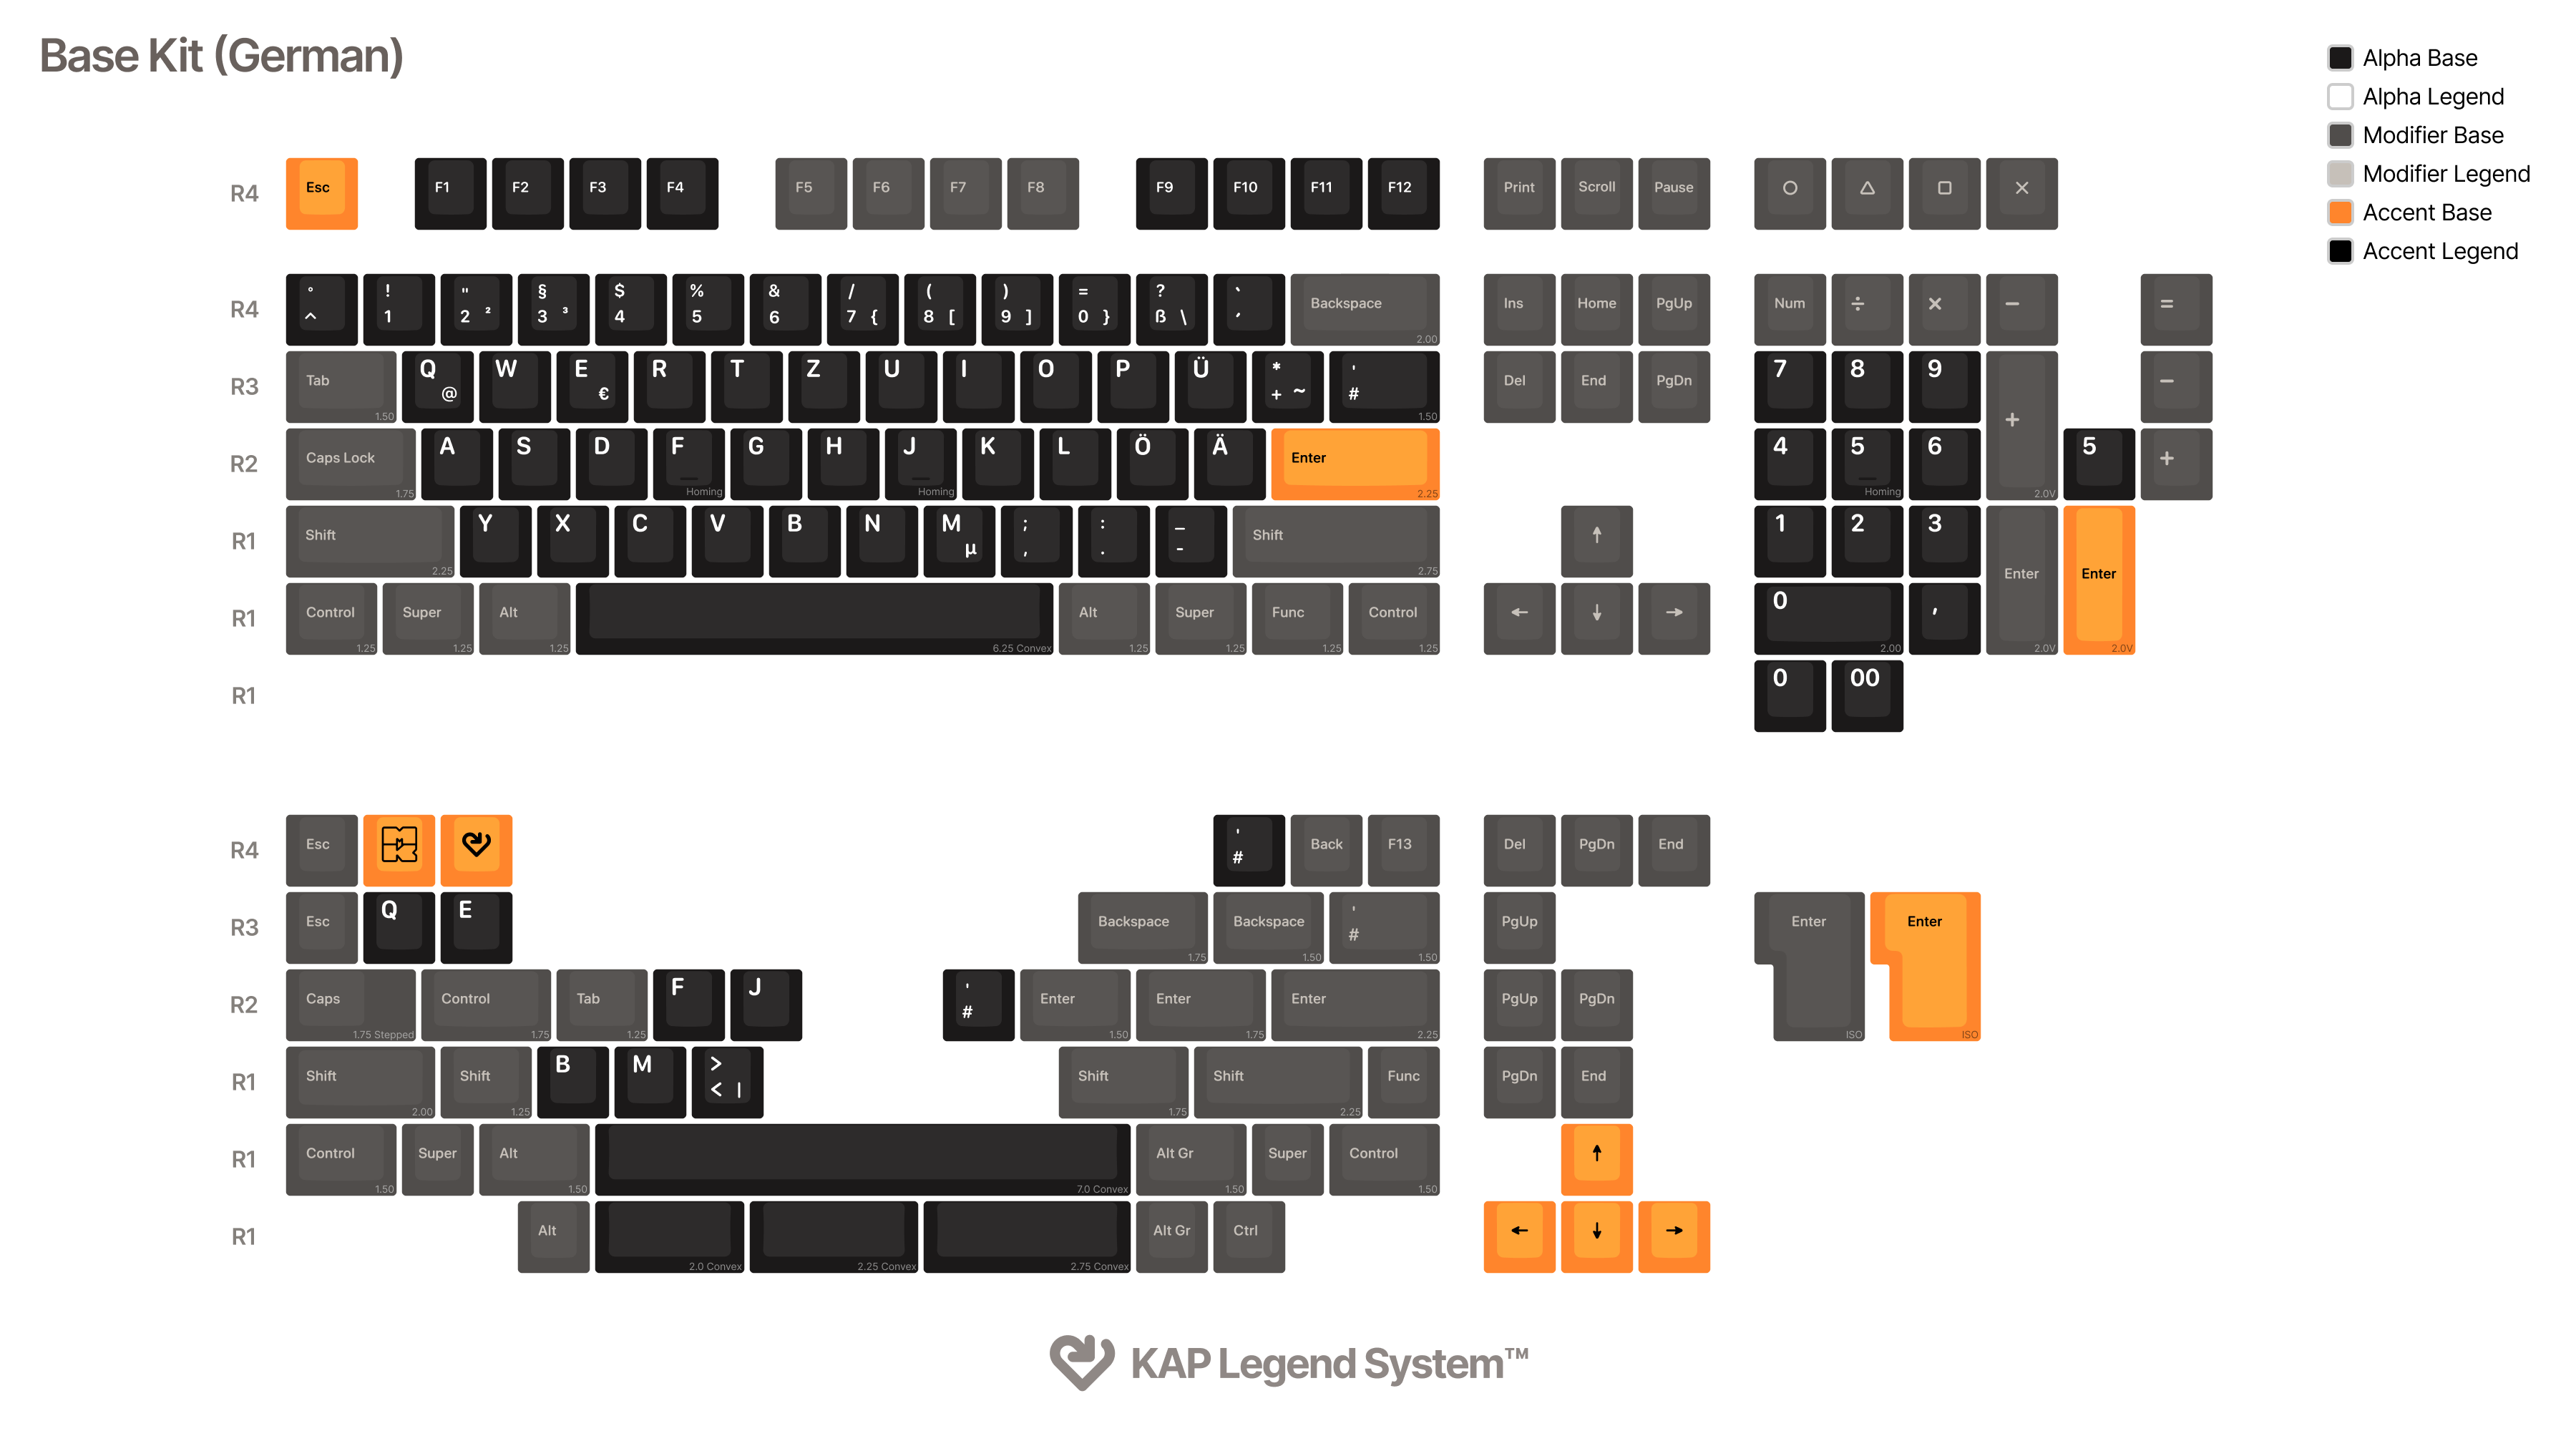 Base Kit (German)
Alpha Base
Alpha Legend
Modifier Base
Modifier Legend
Accent Base
Accent Legend
R4 Esc F1 F2 F3 F4 F5 F6 F7 F8 F9 F10 F11 F12 Print Scroll Pause ○ △ □ ×
° ! " § $ % & / ( ) = ? `
R4 ^ 1 2 ² 3 ³ 4 5 6 7 { 8 [ 9 ] 0 } ß \ ´ Backspace 2.00 Ins Home PgUp Num ÷ × − =
R3 Tab 1.50 Q @ W E € R T Z U I O P Ü * + ~ ' # 1.50 Del End PgDn 7 8 9 + 2.0V −
R2 Caps Lock 1.75 A S D F Homing G H J Homing K L Ö Ä Enter 2.25 4 5 Homing 6 5 +
R1 Shift 2.25 Y X C V B N M µ ; , : . _ - Shift 2.75 ↑ 1 2 3 Enter 2.0V Enter 2.0V
R1 Control 1.25 Super 1.25 Alt 1.25 6.25 Convex Alt 1.25 Super 1.25 Func 1.25 Control 1.25 ← ↓ → 0 2.00 ,
R1 0 00
R4 Esc ' # Back F13 Del PgDn End
R3 Esc Q E Backspace 1.75 Backspace 1.50 ' # 1.50 PgUp Enter ISO Enter ISO
R2 Caps 1.75 Stepped Control 1.75 Tab 1.25 F J ' # Enter 1.50 Enter 1.75 Enter 2.25 PgUp PgDn
R1 Shift 2.00 Shift 1.25 B M > < | Shift 1.75 Shift 2.25 Func PgDn End
R1 Control 1.50 Super Alt 1.50 7.0 Convex Alt Gr 1.50 Super Control 1.50 ↑
R1 Alt 2.0 Convex 2.25 Convex 2.75 Convex Alt Gr Ctrl ← ↓ →
KAP Legend System™